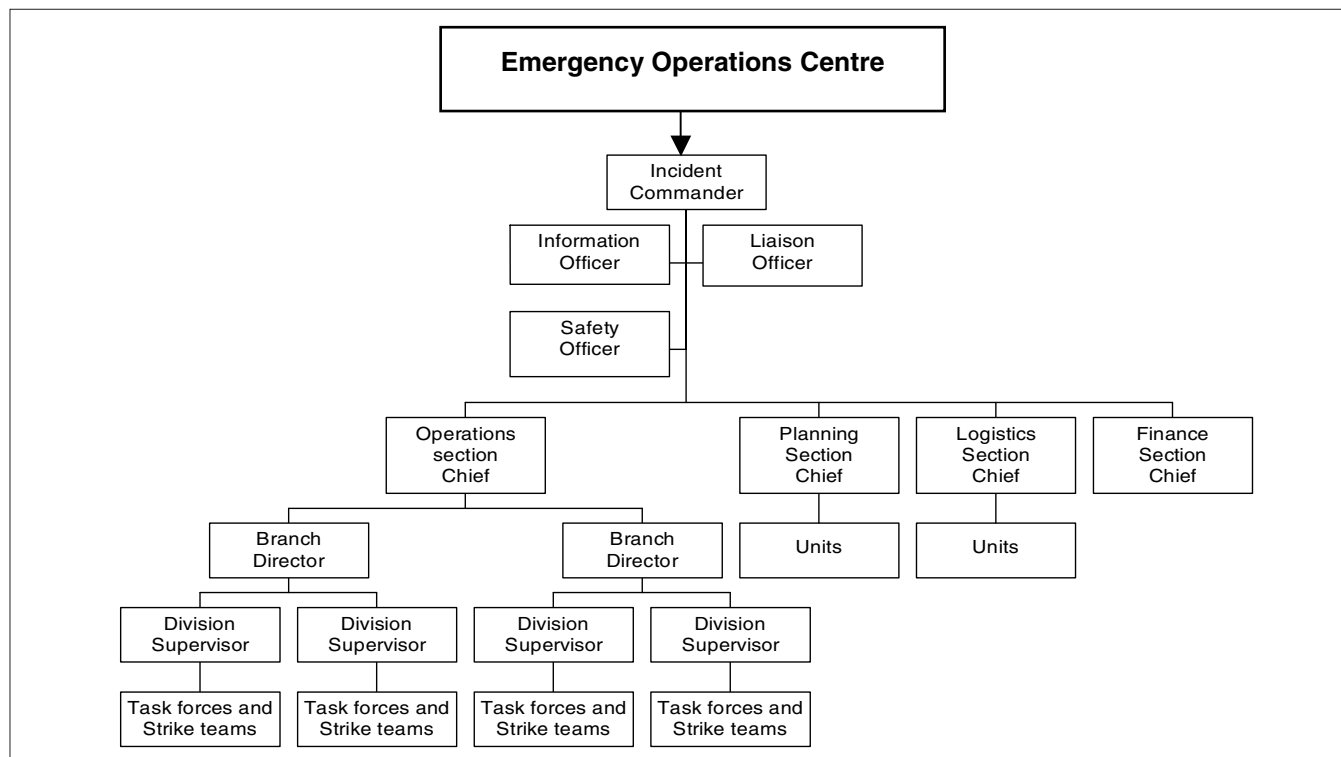 Emergency Operations Centre
Incident
Commander
Information
Officer
Liaison
Officer
Safety
Officer
Operations
section
Chief
Planning
Section
Chief
Logistics
Section
Chief
Finance
Section
Chief
Branch
Director
Branch
Director
Units
Units
Division
Supervisor
Division
Supervisor
Division
Supervisor
Division
Supervisor
Task forces and
Strike teams
Task forces and
Strike teams
Task forces and
Strike teams
Task forces and
Strike teams